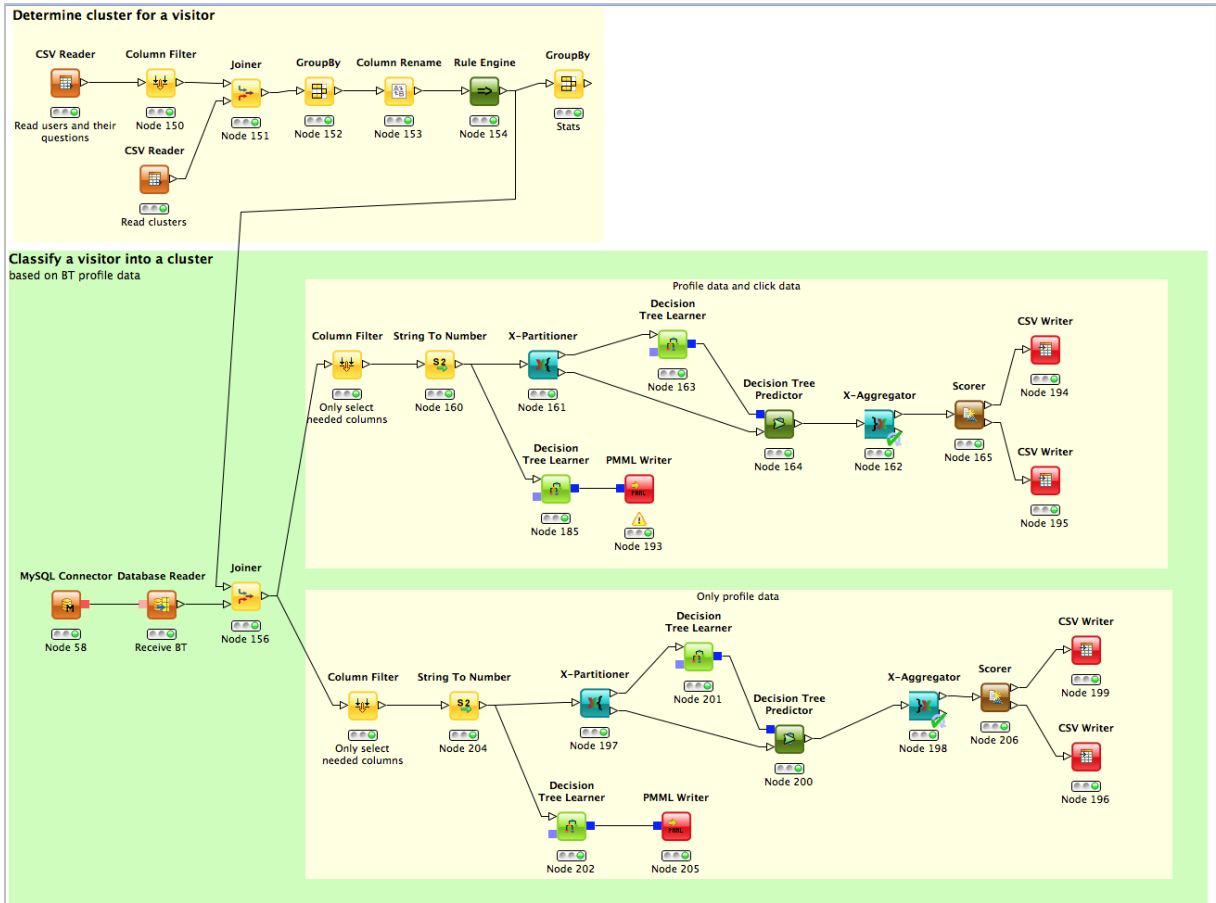 Determine cluster for a visitor
CSV Reader
Column Filter
Joiner
GroupBy
Column Rename
Rule Engine
GroupBy
Read users and their
questions
Node 150
Node 151
Node 152
Node 153
Node 154
Stats
CSV Reader
Read clusters
Classify a visitor into a cluster
based on BT profile data
Profile data and click data
Column Filter
String To Number
X-Partitioner
Decision
Tree Learner
CSV Writer
S2
Only select
needed columns
Node 160
Node 161
Node 163
Decision Tree
Predictor
X-Aggregator
Scorer
Node 194
Node 164
Node 162
Node 165
Decision
Tree Learner
PMML Writer
CSV Writer
PMML
Node 185
Node 193
Node 195
MySQL Connector
Database Reader
Joiner
M
Node 58
Receive BT
Node 156
Only profile data
Column Filter
String To Number
X-Partitioner
Decision
Tree Learner
CSV Writer
S2
Only select
needed columns
Node 204
Node 197
Node 201
Decision Tree
Predictor
X-Aggregator
Scorer
Node 199
Node 200
Node 198
Node 206
CSV Writer
Node 196
Decision
Tree Learner
PMML Writer
PMML
Node 202
Node 205